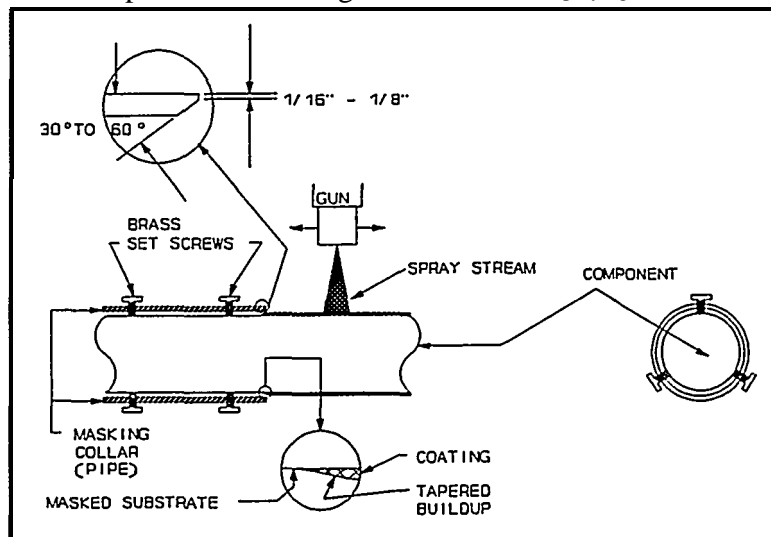 1/16" - 1/8"
30°TO 60°
GUN
BRASS
SET SCREWS
SPRAY STREAM
COMPONENT
MASKING
COLLAR
(PIPE)
COATING
MASKED SUBSTRATE
TAPERED
BUILDUP